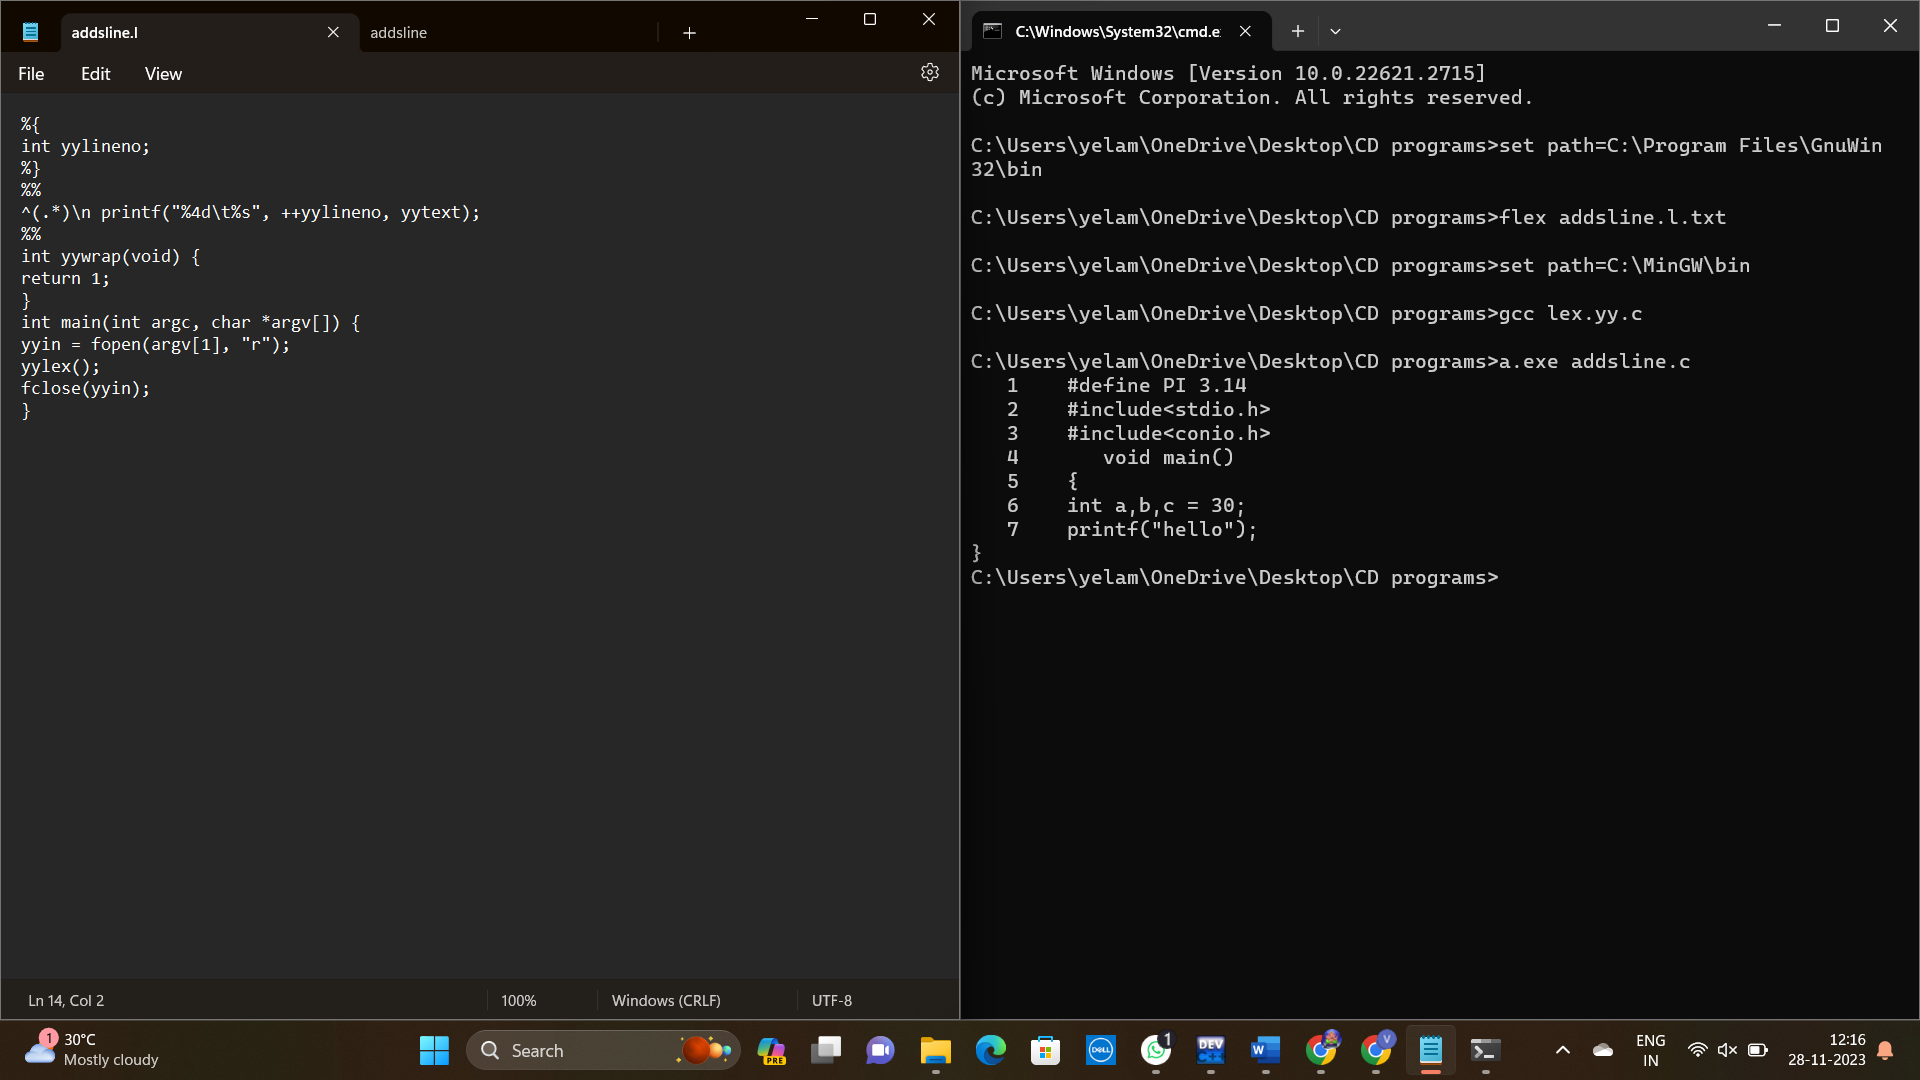 addsline.l
addsline
File Edit View
%{
int yylineno;
%}
%%
^(.*)\n printf("%4d\t%s", ++yylineno, yytext);
%%
int yywrap(void) {
return 1;
}
int main(int argc, char *argv[]) {
yyin = fopen(argv[1], "r");
yylex();
fclose(yyin);
}
Ln 14, Col 2
100%
Windows (CRLF)
UTF-8
C:\Windows\System32\cmd.e
Microsoft Windows [Version 10.0.22621.2715]
(c) Microsoft Corporation. All rights reserved.
C:\Users\yelam\OneDrive\Desktop\CD programs>set path=C:\Program Files\GnuWin
32\bin
C:\Users\yelam\OneDrive\Desktop\CD programs>flex addsline.l.txt
C:\Users\yelam\OneDrive\Desktop\CD programs>set path=C:\MinGW\bin
C:\Users\yelam\OneDrive\Desktop\CD programs>gcc lex.yy.c
C:\Users\yelam\OneDrive\Desktop\CD programs>a.exe addsline.c
1 #define PI 3.14
2 #include<stdio.h>
3 #include<conio.h>
4 void main()
5 {
6 int a,b,c = 30;
7 printf("hello");
}
C:\Users\yelam\OneDrive\Desktop\CD programs>
1
30°C
Mostly cloudy
Search
PRE
DELL
1
DEV
C++
W
V
ENG
IN
12:16
28-11-2023